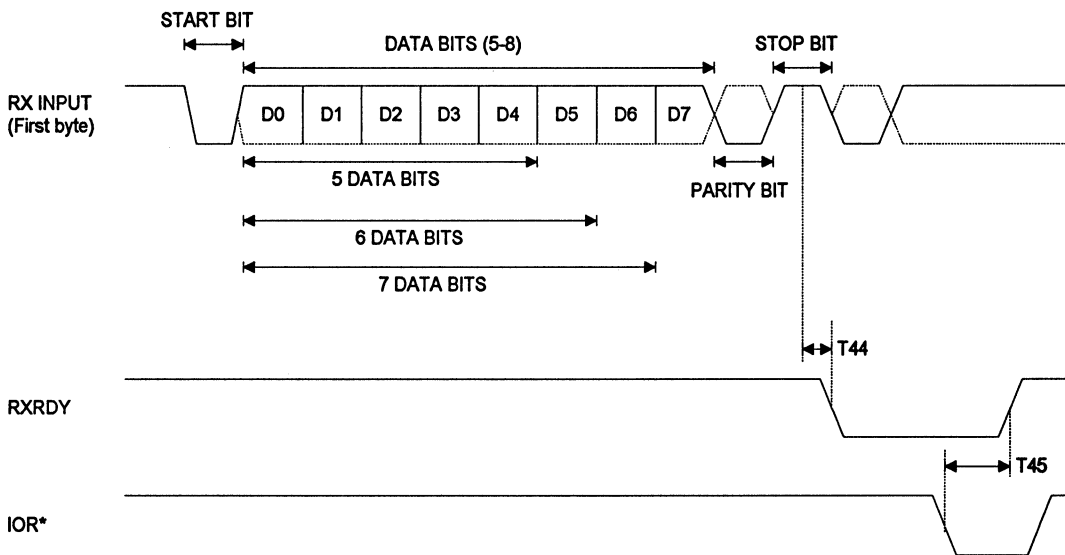 START BIT
DATA BITS (5-8)
STOP BIT
RX INPUT
(First byte)
D0 D1 D2 D3 D4 D5 D6 D7
5 DATA BITS
PARITY BIT
6 DATA BITS
7 DATA BITS
T44
RXRDY
T45
IOR*